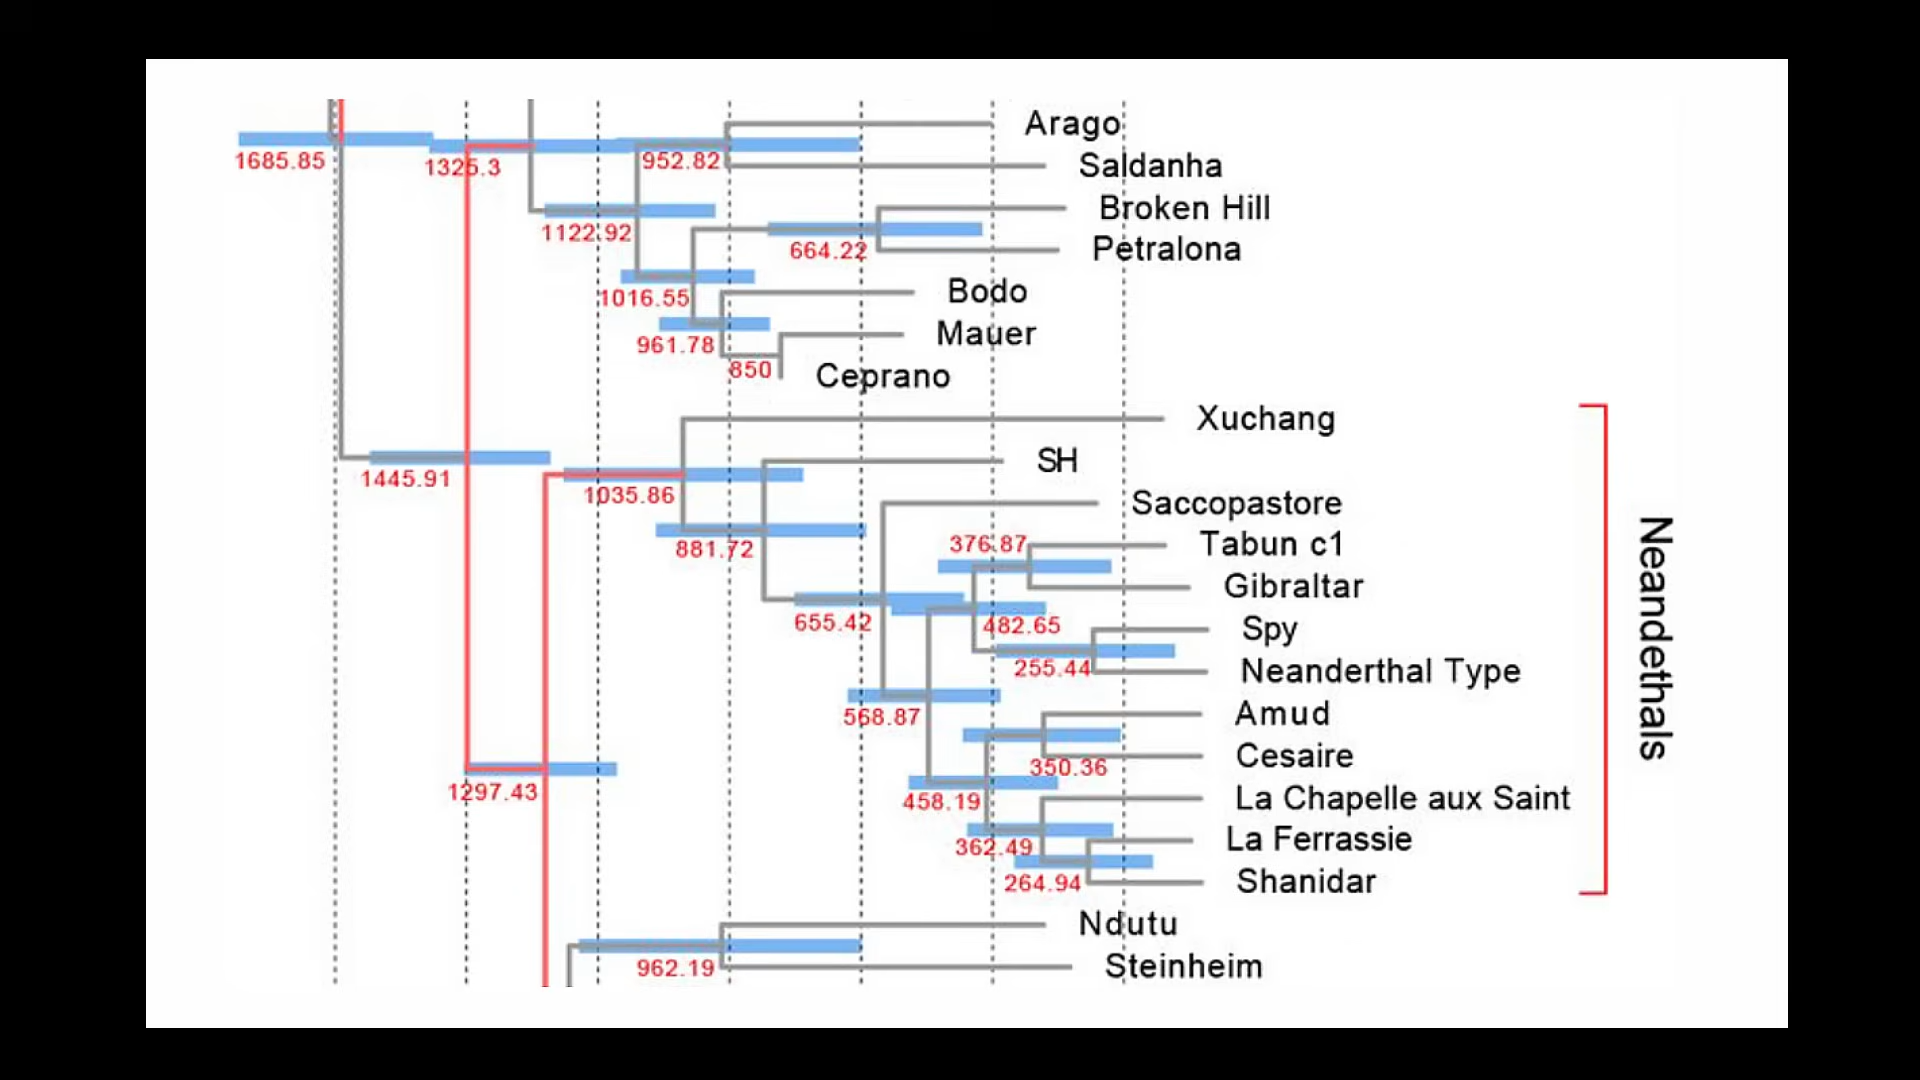 Arago
1685.85
1325.3
952.82
Saldanha
Broken Hill
1122.92
664.22
Petralona
1016.55
Bodo
961.78
Mauer
850
Ceprano
Xuchang
1445.91
1035.86
SH
Saccopastore
881.72
376.87
Tabun c1
Gibraltar
655.42
482.65
Spy
255.44
Neanderthal Type
568.87
Amud
Cesaire
350.36
1297.43
458.19
La Chapelle aux Saint
362.49
La Ferrassie
264.94
Shanidar
Neandethals
Ndutu
962.19
Steinheim